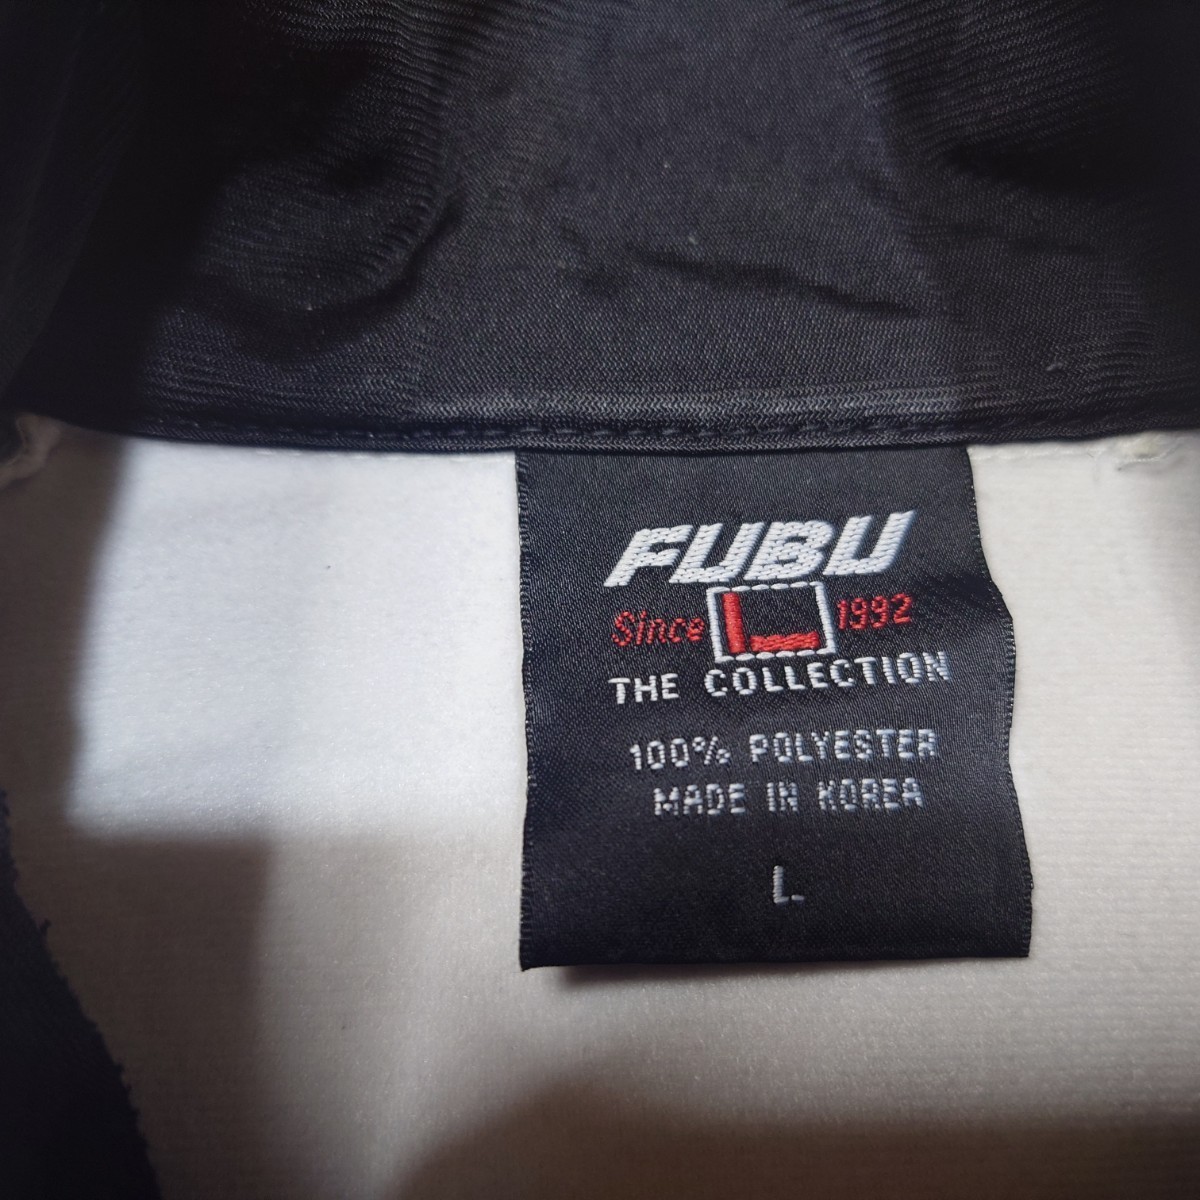 FUBU
Since L 1992
THE COLLECTION
100% POLYESTER
MADE IN KOREA
L.